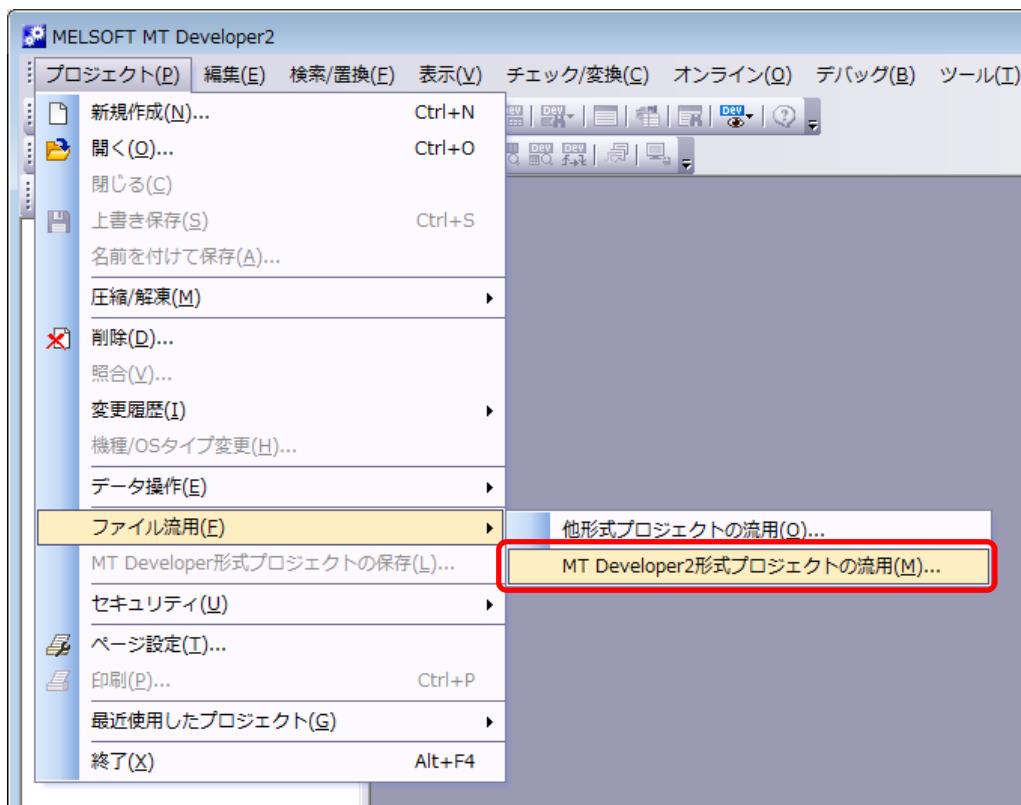 MELSOFT MT Developer2
プロジェクト(P) 編集(E) 検索/置換(F) 表示(V) チェック/変換(C) オンライン(O) デバッグ(B) ツール(T)
新規作成(N)... Ctrl+N
開く(O)... Ctrl+O
閉じる(C)
上書き保存(S) Ctrl+S
名前を付けて保存(A)...
圧縮/解凍(M)
削除(D)...
照合(V)...
変更履歴(I)
機種/OSタイプ変更(H)...
データ操作(E)
ファイル流用(F)
他形式プロジェクトの流用(O)...
MT Developer形式プロジェクトの保存(L)...
MT Developer2形式プロジェクトの流用(M)...
セキュリティ(U)
ページ設定(T)...
印刷(P)... Ctrl+P
最近使用したプロジェクト(G)
終了(X) Alt+F4